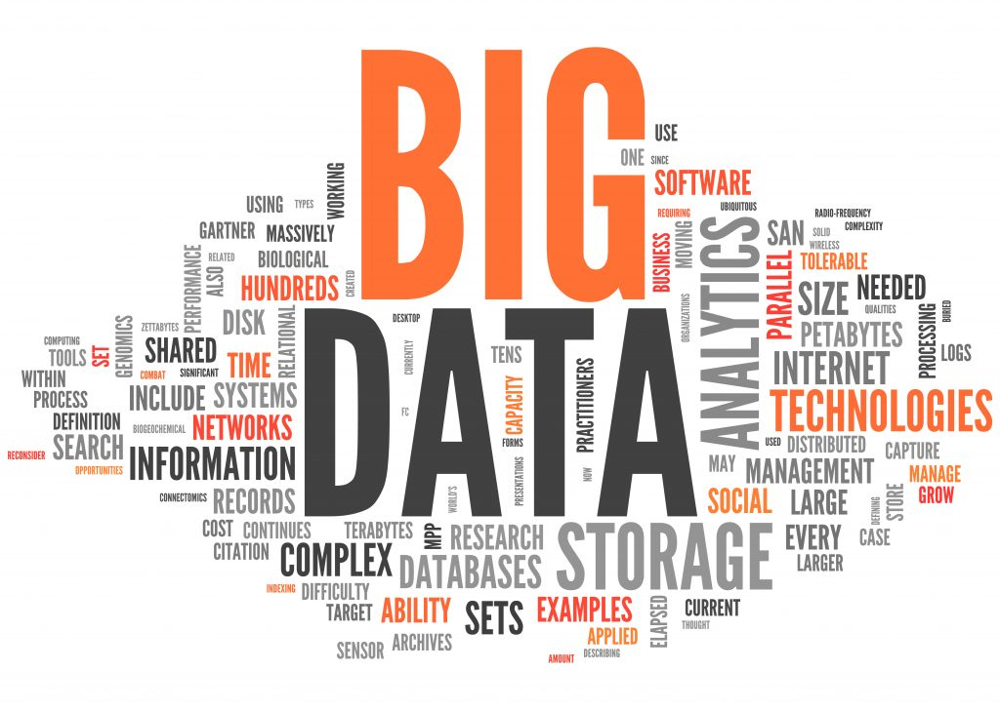 BIG
DATA
USE
ONE
SINCE
SOFTWARE
WORKING
USING
TYPES
REQUIRING
UBIQUITOUS
RADIO-FREQUENCY
COMPLEXITY
GARTNER
MASSIVELY
BUSINESS
MOVING
ANALYTICS
SAN
SOLID
WIRELESS
PERFORMANCE
ALSO
RELATED
BIOLOGICAL
CREATED
PARALLEL
TOLERABLE
HUNDREDS
SIZE
NEEDED
QUALITIES
BURIED
DISK
RELATIONAL
DESKTOP
ORGANIZATIONS
PETABYTES
PROCESSING
LOGS
COMPUTING
TOOLS
SET
GENOMICS
ZETTABYTES
SHARED
COMBAT
SIGNIFICANT
TIME
CURRENTLY
TENS
INTERNET
WITHIN
PROCESS
INCLUDE
SYSTEMS
FC
CAPACITY
PRACTITIONERS
TECHNOLOGIES
DEFINITION
BIOGEOCHEMICAL
NETWORKS
FORMS
USED
DISTRIBUTED
CAPTURE
RECONSIDER
SEARCH
OPPORTUNITIES
INFORMATION
WORLD'S
PRESENTATIONS
NOW
MAY
MANAGEMENT
MANAGE
GROW
CONNECTOMICS
RECORDS
SOCIAL
LARGE
DEFINING
STORE
COST
CONTINUES
TERABYTES
MPP
RESEARCH
STORAGE
EVERY
CASE
CITATION
COMPLEX
DATABASES
LARGER
INDEXING
DIFFICULTY
TARGET
ABILITY
SETS
EXAMPLES
ELAPSED
CURRENT
THOUGHT
SENSOR
ARCHIVES
APPLIED
AMOUNT
DESCRIBING